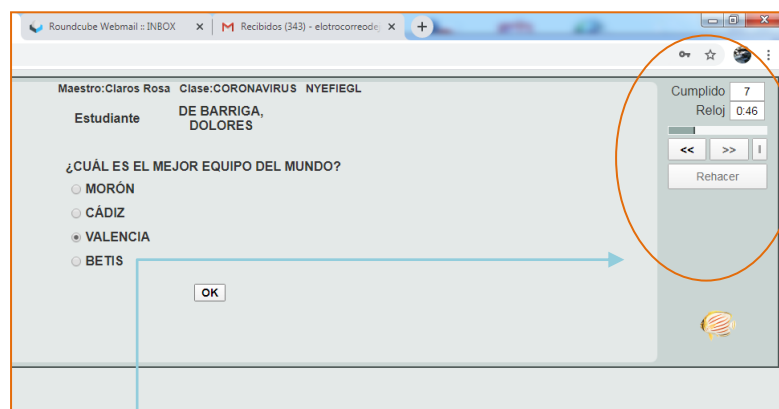 Roundcube Webmail :: INBOX
Recibidos (343) - elotrocorreode
Maestro:Claros Rosa Clase:CORONAVIRUS NYEFIEGL
Estudiante
DE BARRIGA,
DOLORES
¿CUÁL ES EL MEJOR EQUIPO DEL MUNDO?
MORÓN
CÁDIZ
VALENCIA
BETIS
OK
Cumplido 7
Reloj 0:46
<< >> I
Rehacer